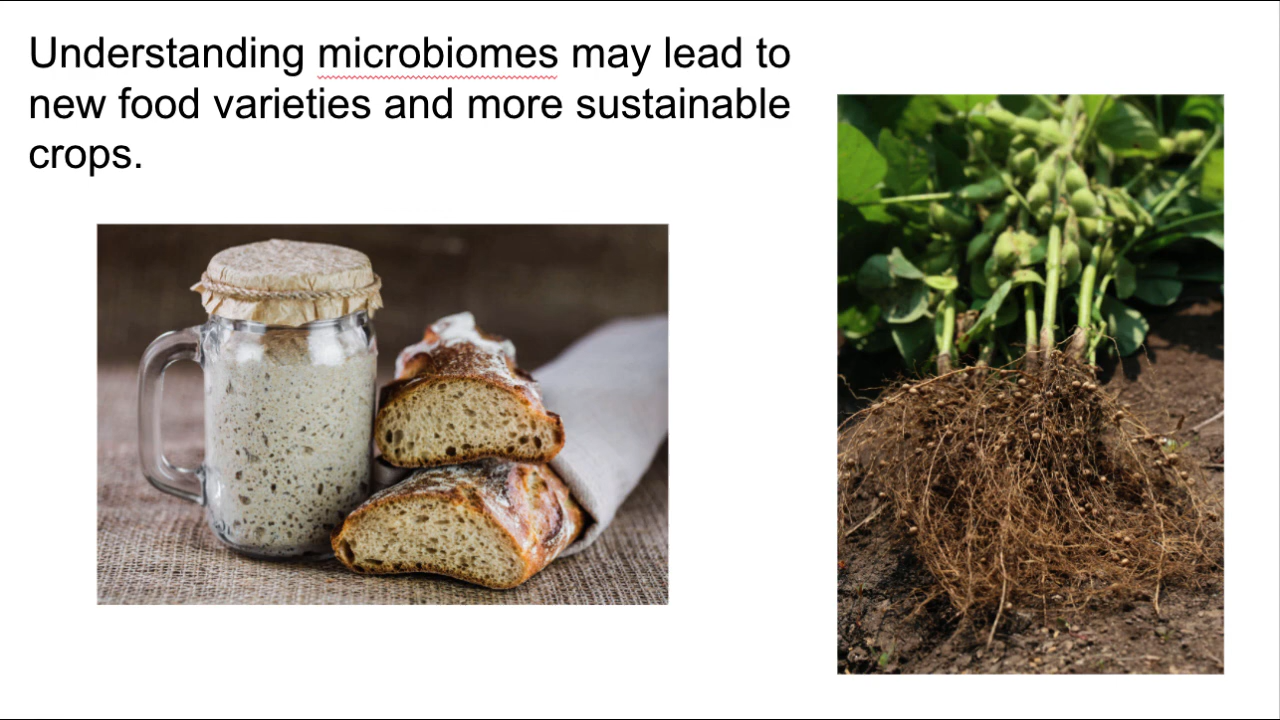 Understanding microbiomes may lead to
new food varieties and more sustainable
crops.